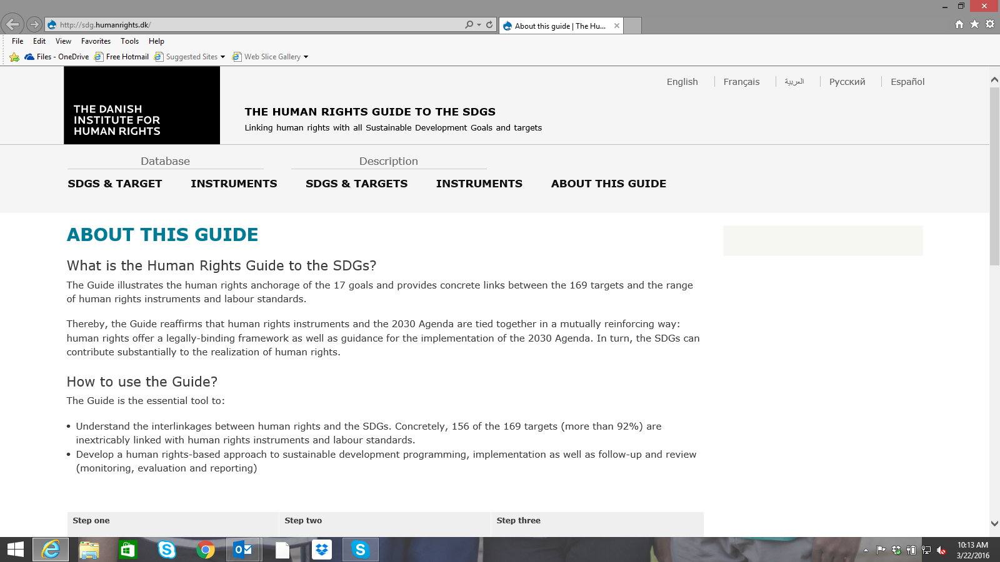 http://sdg.humanrights.dk/
About this guide | The Hu...
File Edit View Favorites Tools Help
Files - OneDrive Free Hotmail Suggested Sites Web Slice Gallery
English Français العربية Русский Español
THE DANISH
INSTITUTE FOR
HUMAN RIGHTS
THE HUMAN RIGHTS GUIDE TO THE SDGS
Linking human rights with all Sustainable Development Goals and targets
Database Description
SDGS & TARGET INSTRUMENTS SDGS & TARGETS INSTRUMENTS ABOUT THIS GUIDE
ABOUT THIS GUIDE
What is the Human Rights Guide to the SDGs?
The Guide illustrates the human rights anchorage of the 17 goals and provides concrete links between the 169 targets and the range
of human rights instruments and labour standards.
Thereby, the Guide reaffirms that human rights instruments and the 2030 Agenda are tied together in a mutually reinforcing way:
human rights offer a legally-binding framework as well as guidance for the implementation of the 2030 Agenda. In turn, the SDGs can
contribute substantially to the realization of human rights.
How to use the Guide?
The Guide is the essential tool to:
• Understand the interlinkages between human rights and the SDGs. Concretely, 156 of the 169 targets (more than 92%) are
inextricably linked with human rights instruments and labour standards.
• Develop a human rights-based approach to sustainable development programming, implementation as well as follow-up and review
(monitoring, evaluation and reporting)
Step one Step two Step three
10:13 AM
3/22/2016